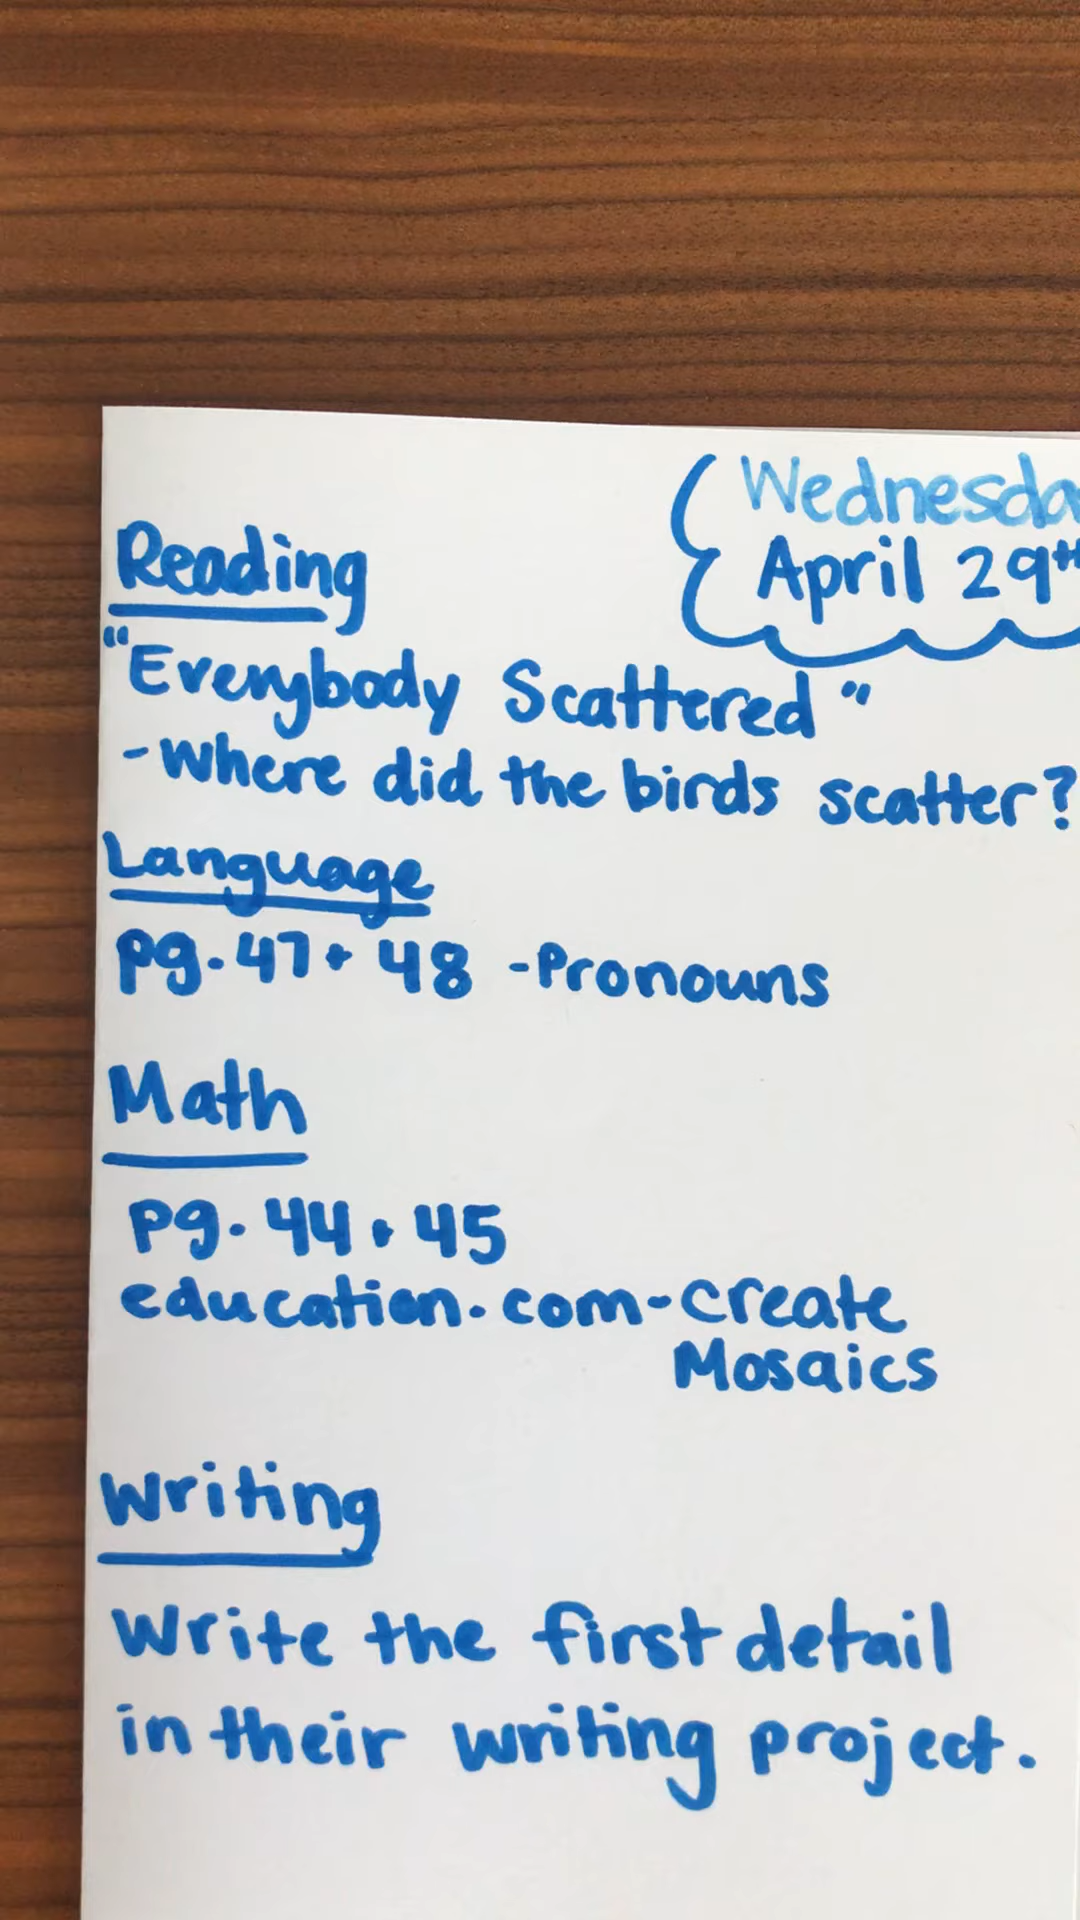 Wednesda
April 29th
Reading
"Everybody Scattered"
-Where did the birds scatter?
Language
pg. 47+ 48 -Pronouns
Math
pg. 44 + 45
education.com-Create
Mosaics
Writing
Write the first detail
in their writing project.